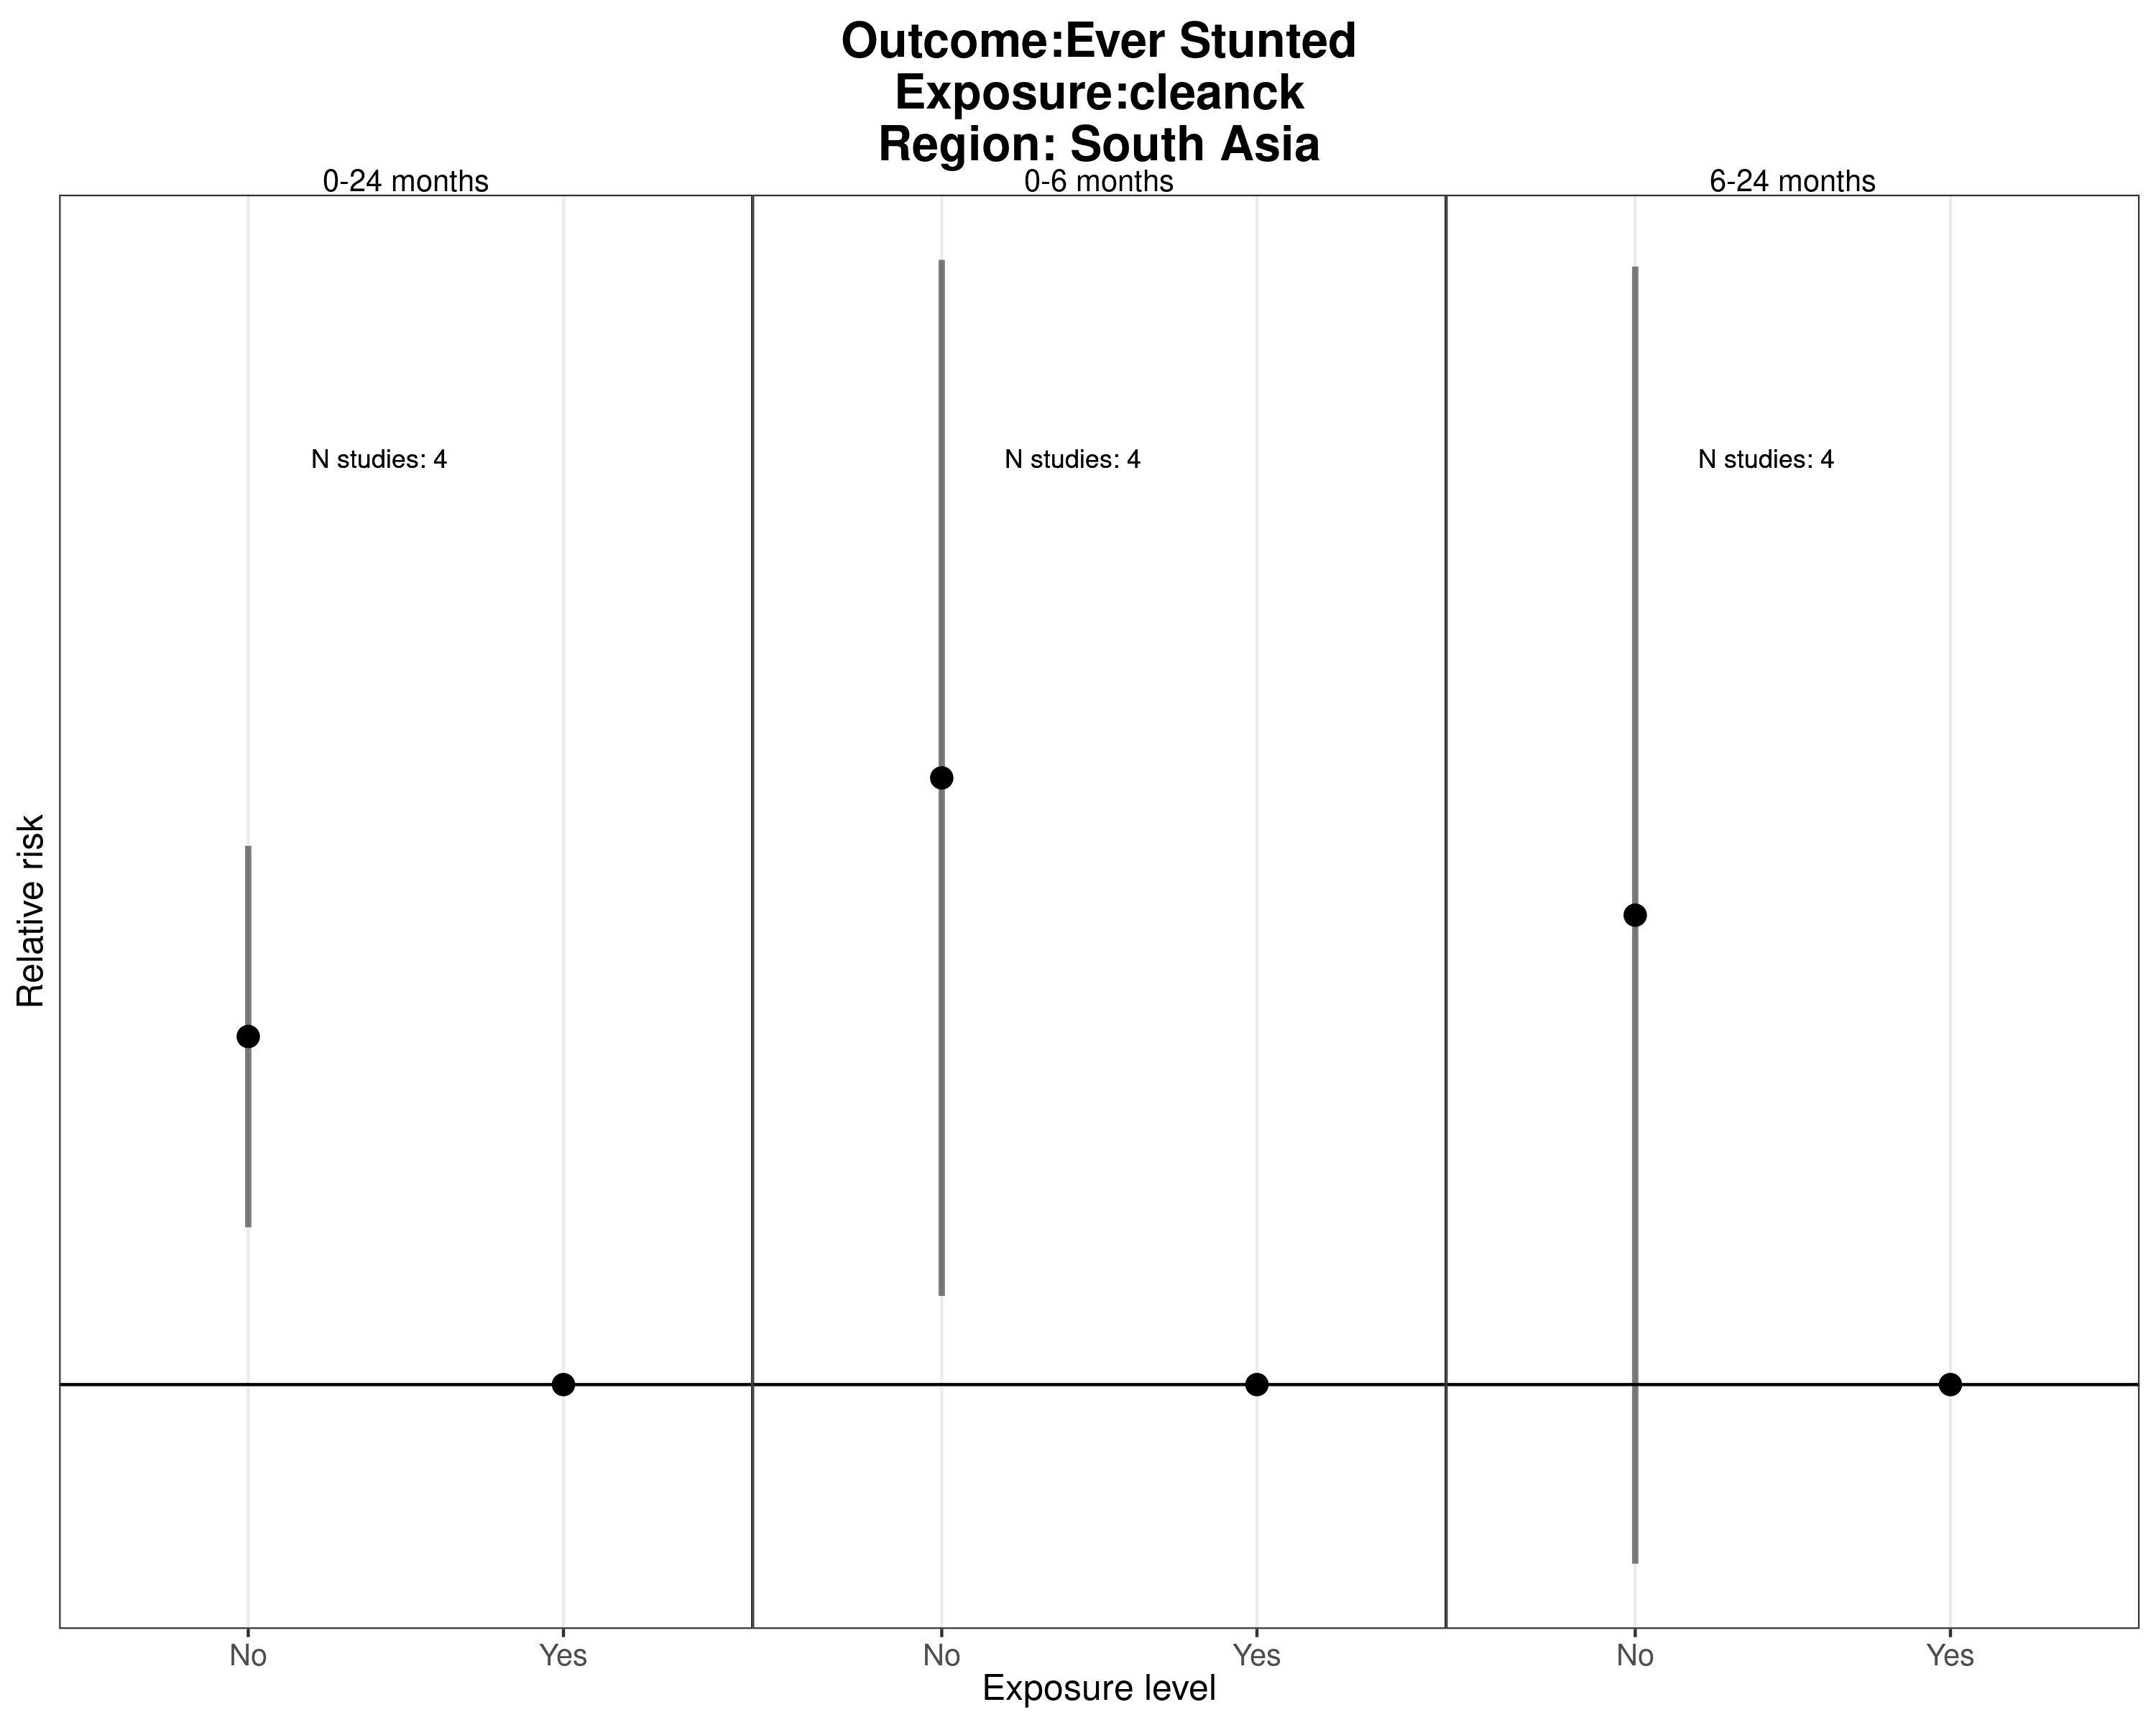 Outcome:Ever Stunted
Exposure:cleanck
Region: South Asia
0-24 months
0-6 months
6-24 months
N studies: 4
N studies: 4
N studies: 4
Relative risk
No
Yes
No
Yes
No
Yes
Exposure level